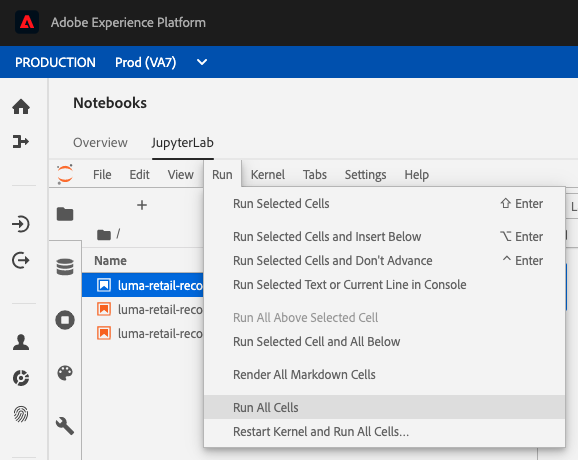 Adobe Experience Platform
PRODUCTION Prod (VA7)
Notebooks
Overview JupyterLab
File Edit View Run Kernel Tabs Settings Help
+
/
Name
luma-retail-reco
luma-retail-reco
luma-retail-reco
Run Selected Cells ⇧ Enter
Run Selected Cells and Insert Below ⌥ Enter
Run Selected Cells and Don't Advance ^ Enter
Run Selected Text or Current Line in Console
Run All Above Selected Cell
Run Selected Cell and All Below
Render All Markdown Cells
Run All Cells
Restart Kernel and Run All Cells...
L